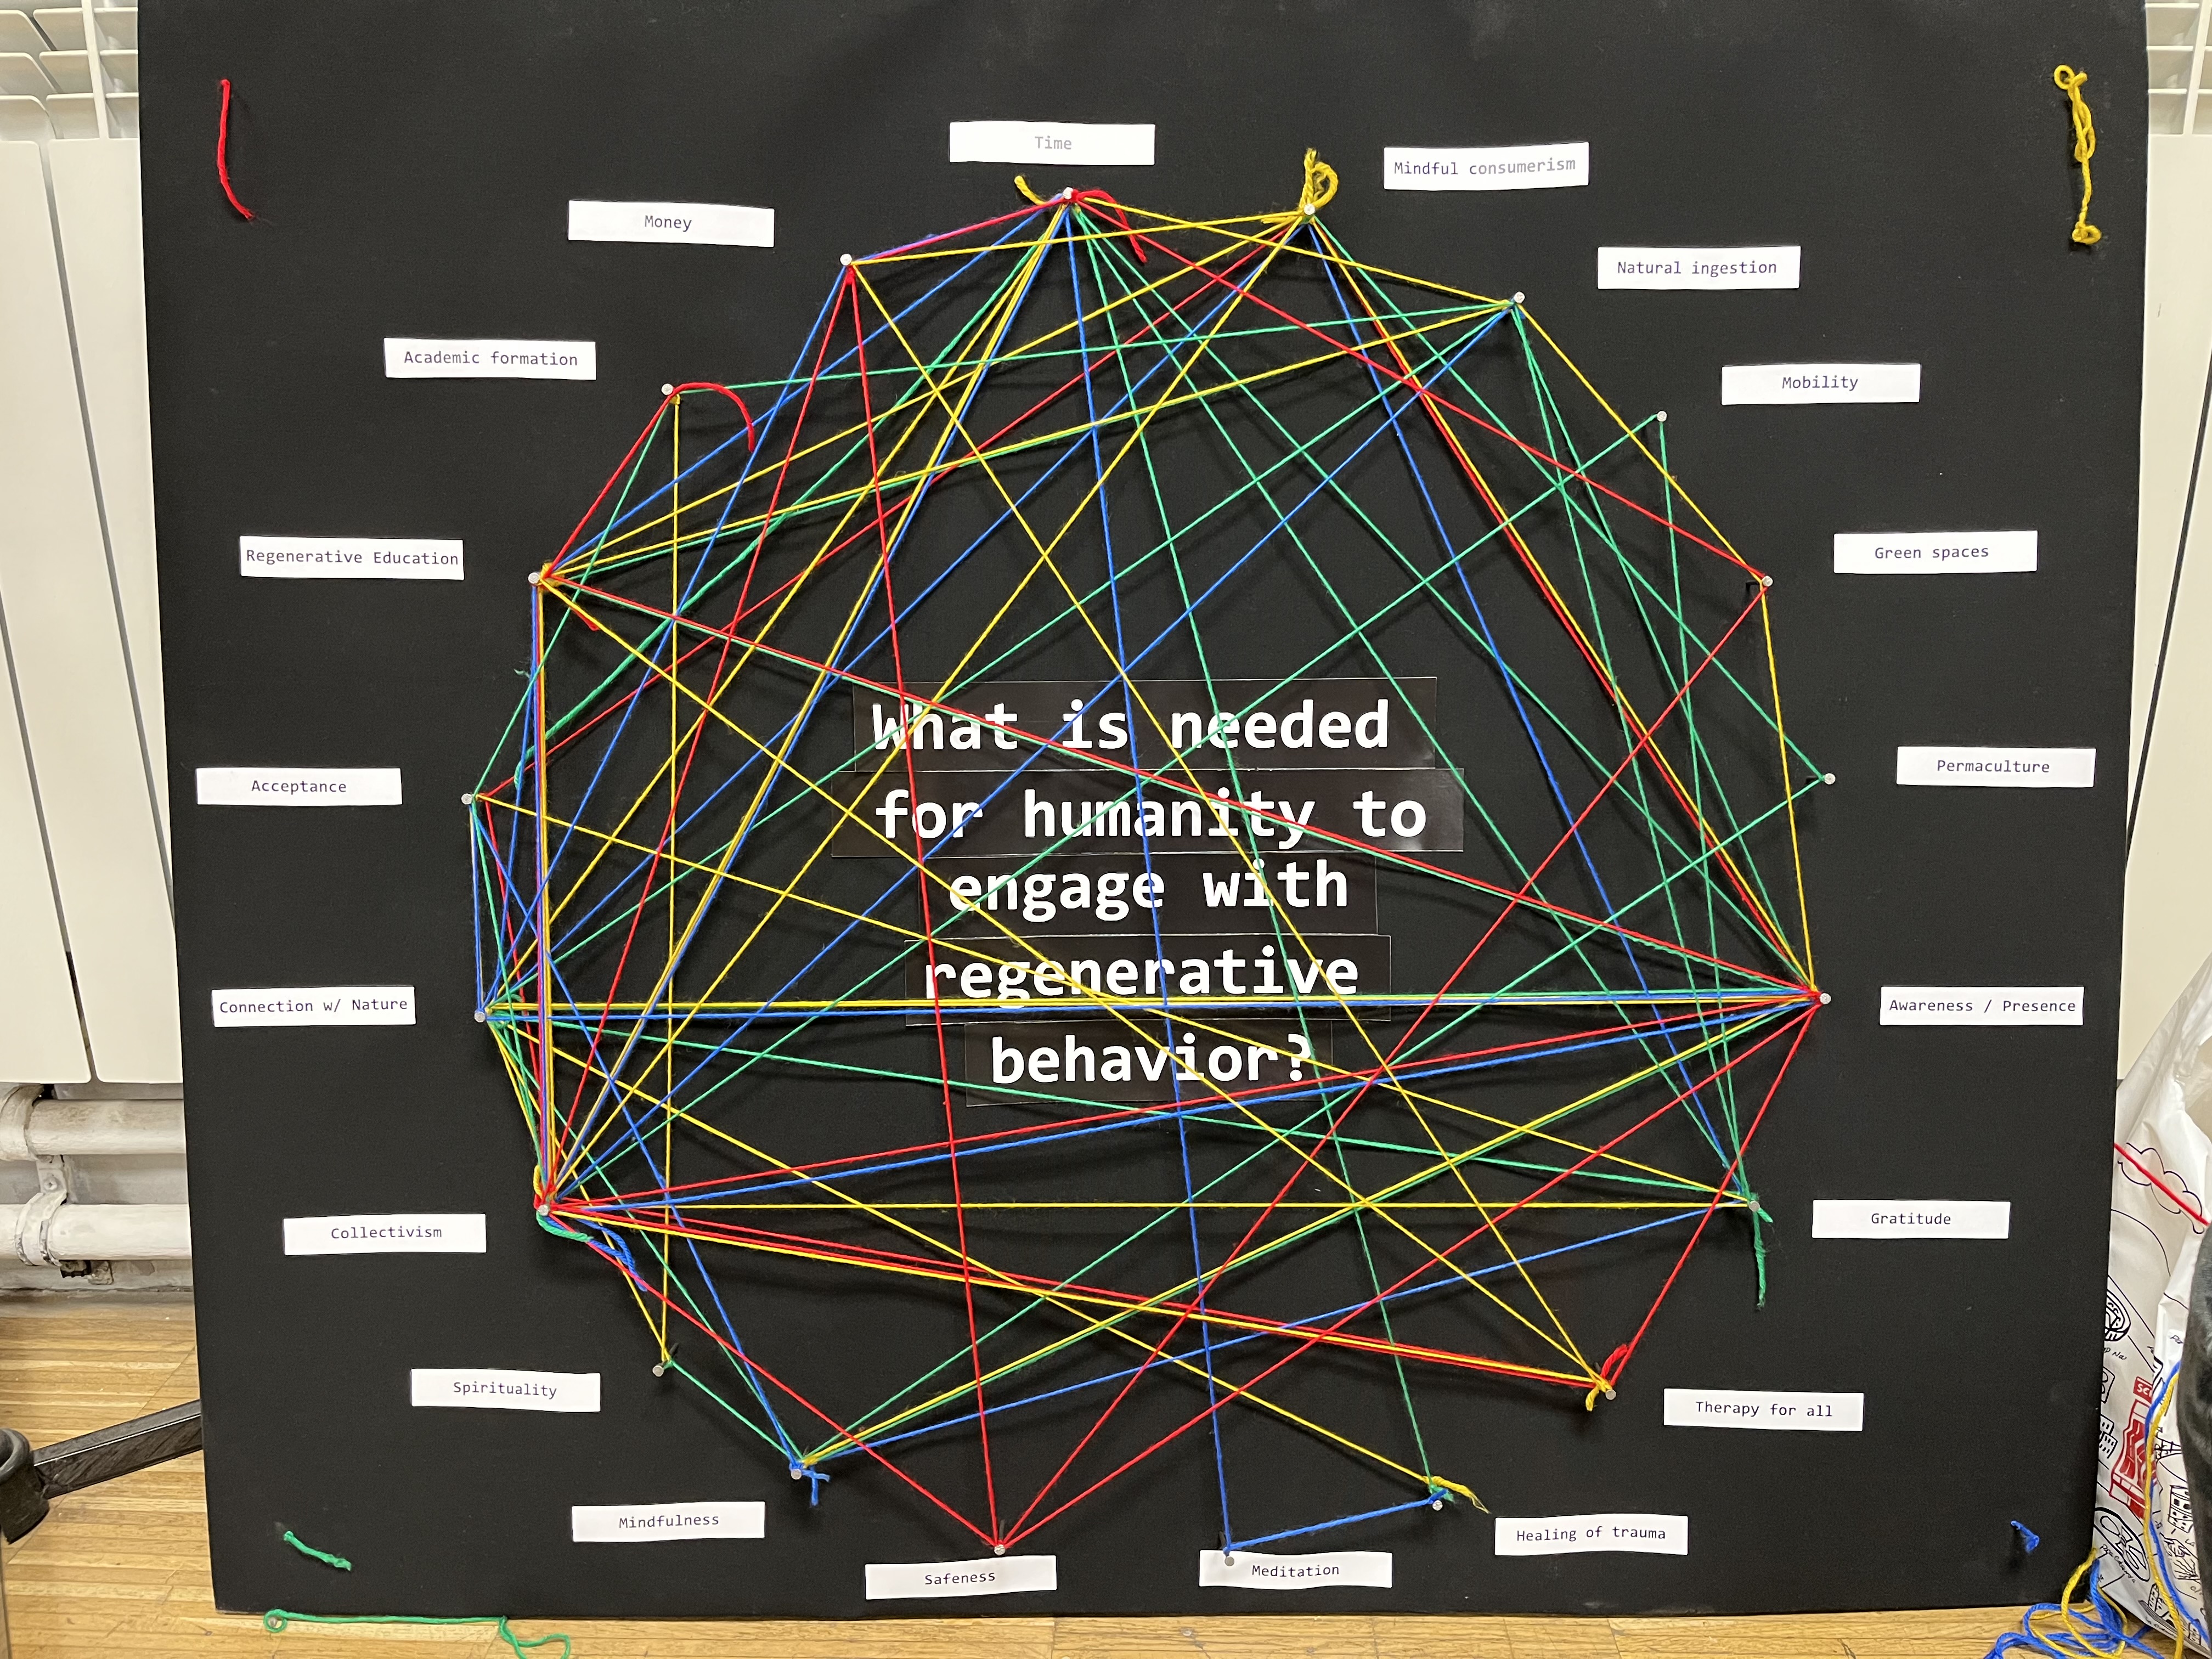 Time
Mindful consumerism
Money
Natural ingestion
Academic formation
Mobility
Regenerative Education
Green spaces
What is needed
for humanity to
engage with
regenerative
behavior?
Acceptance
Permaculture
Connection w/ Nature
Awareness / Presence
Collectivism
Gratitude
Spirituality
Therapy for all
Mindfulness
Healing of trauma
Safeness
Meditation